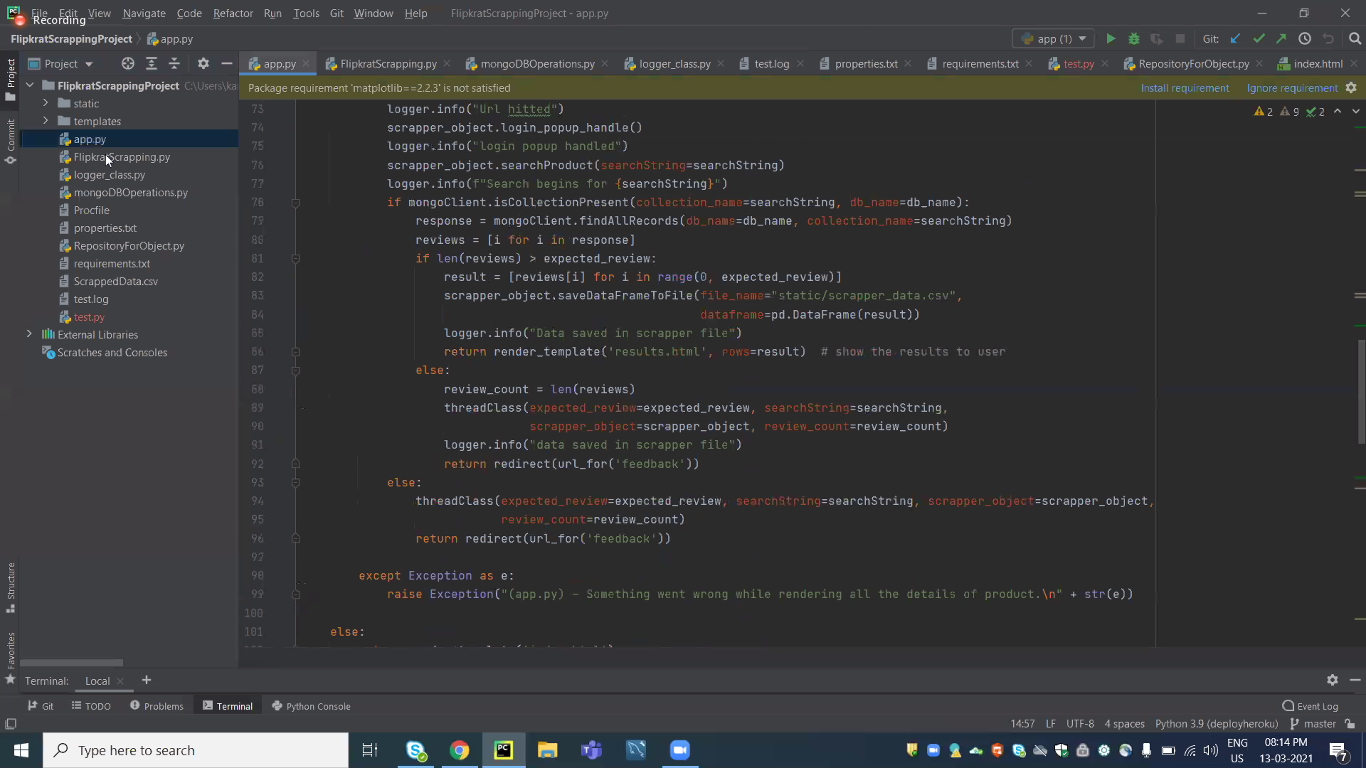 Recording
File Edit View Navigate Code Refactor Run Tools Git Window Help FlipkratScrappingProject - app.py
FlipkratScrappingProject app.py app (1) Git:
Project
app.py FlipkratScrapping.py mongoDBOperations.py logger_class.py test.log properties.txt requirements.txt test.py RepositoryForObject.py index.html
Project
Commit
Structure
Favorites
FlipkratScrappingProject C:\Users\ka
static
templates
app.py
FlipkratScrapping.py
logger_class.py
mongoDBOperations.py
Procfile
properties.txt
RepositoryForObject.py
requirements.txt
ScrappedData.csv
test.log
test.py
External Libraries
Scratches and Consoles
Package requirement 'matplotlib==2.2.3' is not satisfied Install requirement Ignore requirement
2 9 2
73 logger.info("Url hitted")
74 scrapper_object.login_popup_handle()
75 logger.info("login popup handled")
76 scrapper_object.searchProduct(searchString=searchString)
77 logger.info(f"Search begins for {searchString}")
78 if mongoClient.isCollectionPresent(collection_name=searchString, db_name=db_name):
79 response = mongoClient.findAllRecords(db_name=db_name, collection_name=searchString)
80 reviews = [i for i in response]
81 if len(reviews) > expected_review:
82 result = [reviews[i] for i in range(0, expected_review)]
83 scrapper_object.saveDataFrameToFile(file_name="static/scrapper_data.csv",
84 dataframe=pd.DataFrame(result))
85 logger.info("Data saved in scrapper file")
86 return render_template('results.html', rows=result) # show the results to user
87 else:
88 review_count = len(reviews)
89 threadClass(expected_review=expected_review, searchString=searchString,
90 scrapper_object=scrapper_object, review_count=review_count)
91 logger.info("data saved in scrapper file")
92 return redirect(url_for('feedback'))
93 else:
94 threadClass(expected_review=expected_review, searchString=searchString, scrapper_object=scrapper_object,
95 review_count=review_count)
96 return redirect(url_for('feedback'))
97
98 except Exception as e:
99 raise Exception("(app.py) - Something went wrong while rendering all the details of product.\n" + str(e))
100
101 else:
Terminal: Local
Git TODO Problems Terminal Python Console Event Log
14:57 LF UTF-8 4 spaces Python 3.9 (deployheroku) master
Type here to search
ENG
US
08:14 PM
13-03-2021
7